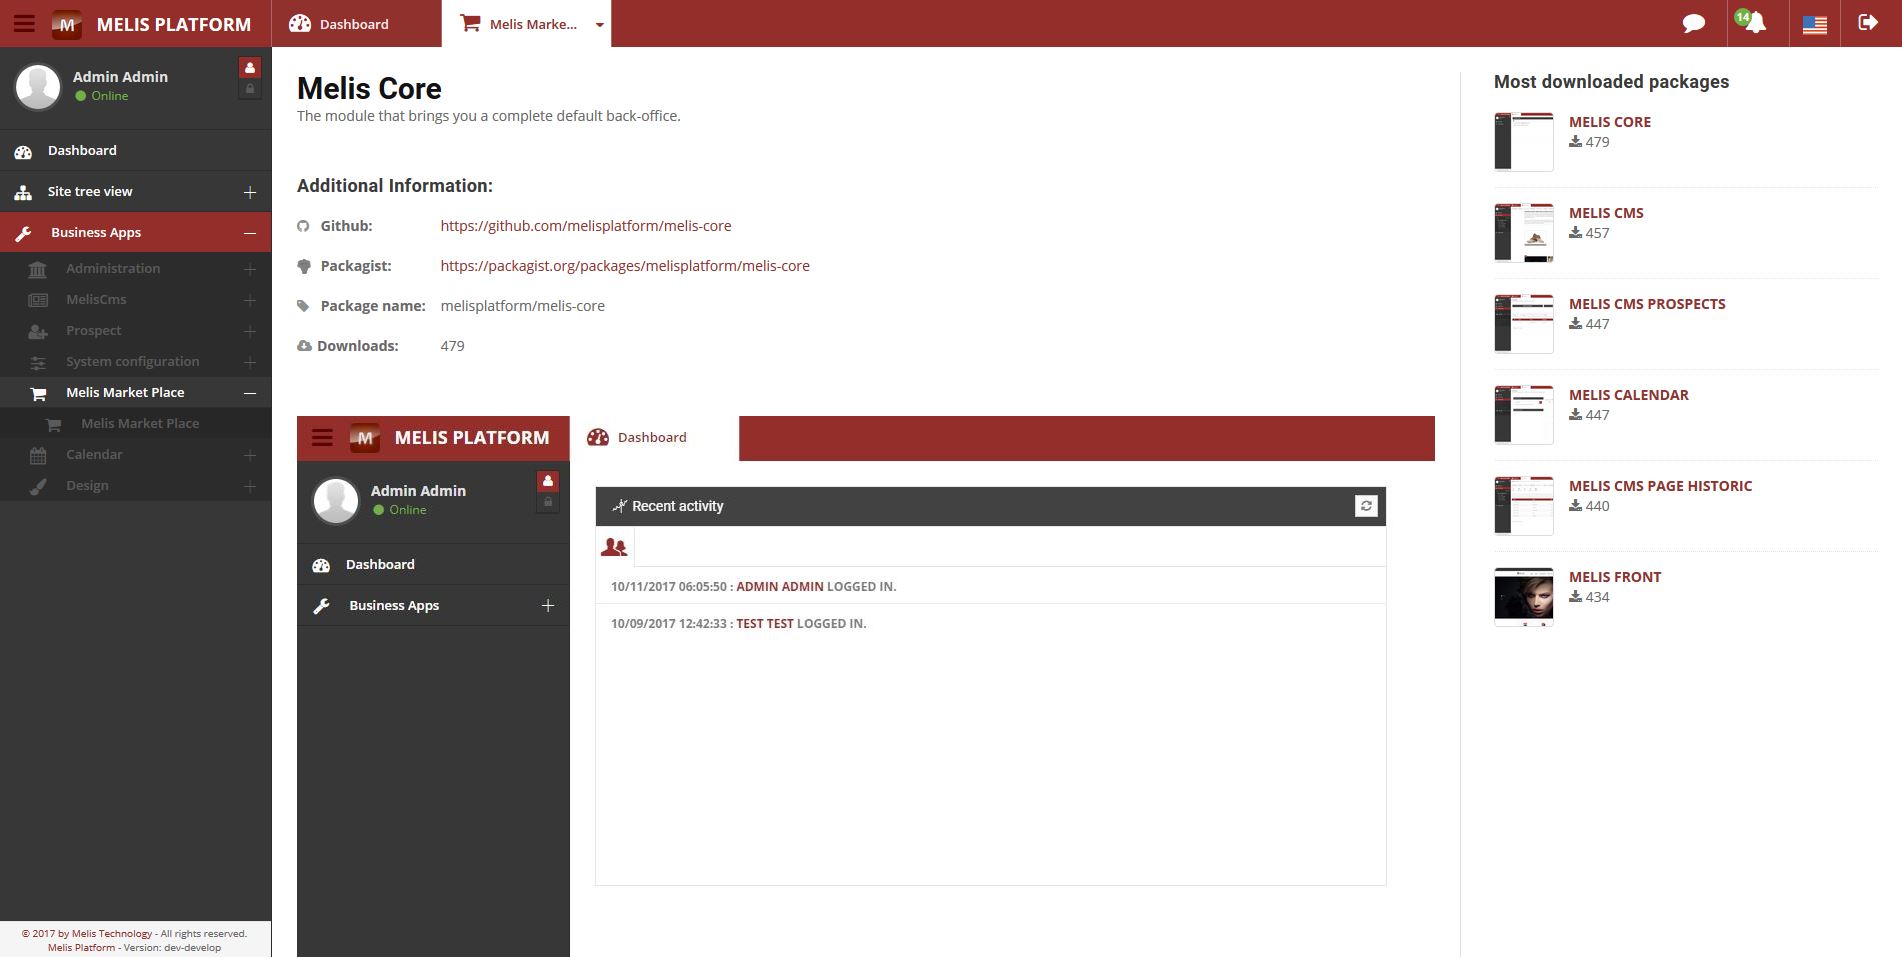 MELIS PLATFORM
Dashboard
Melis Marke...
14
Admin Admin
Online
Dashboard
Site tree view
Business Apps
Administration
MelisCms
Prospect
System configuration
Melis Market Place
Melis Market Place
Calendar
Design
© 2017 by Melis Technology - All rights reserved.
Melis Platform - Version: dev-develop
Melis Core
The module that brings you a complete default back-office.
Additional Information:
Github: https://github.com/melisplatform/melis-core
Packagist: https://packagist.org/packages/melisplatform/melis-core
Package name: melisplatform/melis-core
Downloads: 479
M MELIS PLATFORM
Dashboard
Admin Admin
Online
Dashboard
Business Apps
Recent activity
10/11/2017 06:05:50 : ADMIN ADMIN LOGGED IN.
10/09/2017 12:42:33 : TEST TEST LOGGED IN.
Most downloaded packages
MELIS CORE
479
MELIS CMS
457
MELIS CMS PROSPECTS
447
MELIS CALENDAR
447
MELIS CMS PAGE HISTORIC
440
MELIS FRONT
434